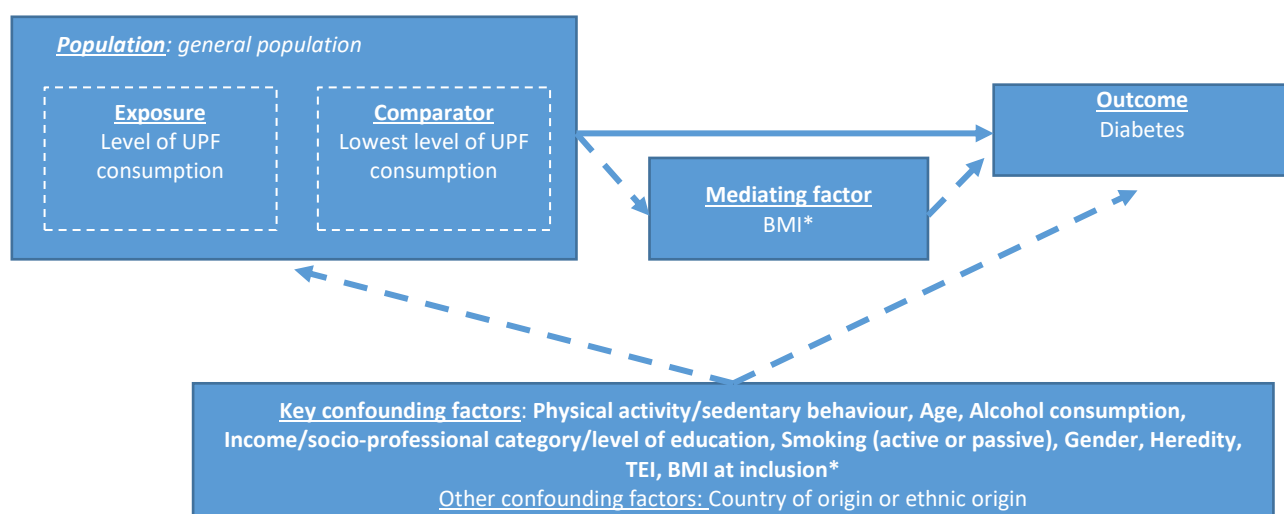 Population: general population
Exposure
Level of UPF
consumption
Comparator
Lowest level of UPF
consumption
Outcome
Diabetes
Mediating factor
BMI*
Key confounding factors: Physical activity/sedentary behaviour, Age, Alcohol consumption,
Income/socio-professional category/level of education, Smoking (active or passive), Gender, Heredity,
TEI, BMI at inclusion*
Other confounding factors: Country of origin or ethnic origin